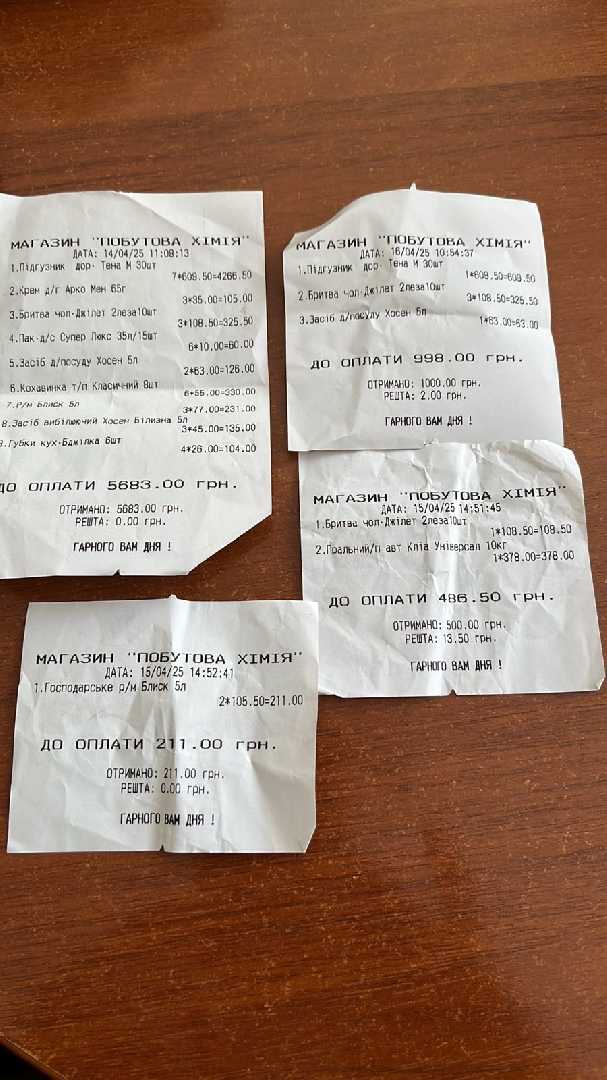 МАГАЗИН "ПОБУТОВА ХІМІЯ"
ДАТА: 14/04/25 11:08:13
1.Підгузник дор· Тена М 30шт
7*609.50=4266.50
2.Крем д/г Арко Мен 65г
3*35.00=105.00
3.Бритва чол·Джілет 2леза10шт
3*108.50=325.50
4.Пак·д/с Супер Люкс 35л/15шт
6*10.00=60.00
5.Засіб д/посуду Хосен 5л
2*63.00=126.00
6.Кохавинка т/п Класичний 8шт
6*55.00=330.00
7.Р/м Блиск 5л
3*77.00=231.00
8.Засіб вибілюючий Хосен Білизна 5л
3*45.00=135.00
9.Губки кух·Бджілка 6шт
4*26.00=104.00
ДО ОПЛАТИ 5683.00 грн.
ОТРИМАНО: 5683.00 грн.
РЕШТА: 0.00 грн.
ГАРНОГО ВАМ ДНЯ !
МАГАЗИН "ПОБУТОВА ХІМІЯ"
ДАТА: 16/04/25 10:54:37
1.Підгузник дор· Тена М 30шт
1*609.50=609.50
2.Бритва чол·Джілет 2леза10шт
3*108.50=325.50
3.Засіб д/посуду Хосен 5л
1*63.00=63.00
ДО ОПЛАТИ 998.00 грн.
ОТРИМАНО: 1000.00 грн.
РЕШТА: 2.00 грн.
ГАРНОГО ВАМ ДНЯ !
МАГАЗИН "ПОБУТОВА ХІМІЯ"
ДАТА: 15/04/25 14:51:45
1.Бритва чол·Джілет 2леза10шт
1*108.50=108.50
2.Пральний/п авт Кліа Універсал 10кг
1*378.00=378.00
ДО ОПЛАТИ 486.50 грн.
ОТРИМАНО: 500.00 грн.
РЕШТА: 13.50 грн.
ГАРНОГО ВАМ ДНЯ !
МАГАЗИН "ПОБУТОВА ХІМІЯ"
ДАТА: 15/04/25 14:52:41
1.Господарське р/м Блиск 5л
2*105.50=211.00
ДО ОПЛАТИ 211.00 грн.
ОТРИМАНО: 211.00 грн.
РЕШТА: 0.00 грн.
ГАРНОГО ВАМ ДНЯ !